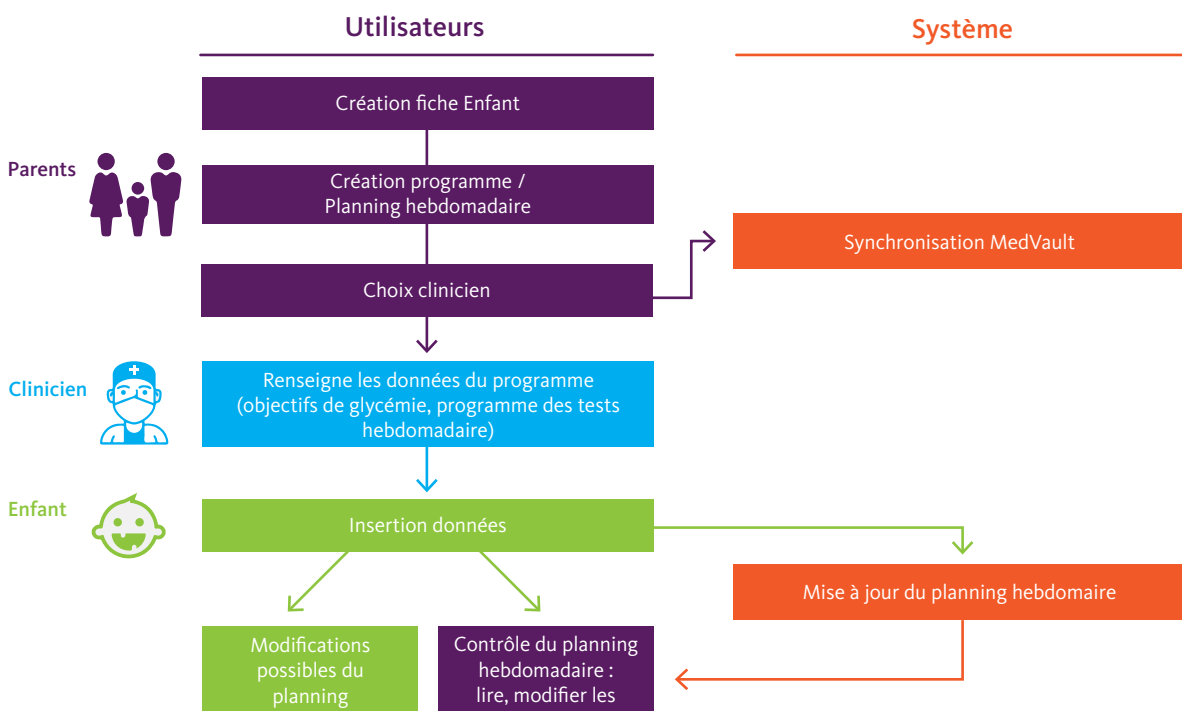 Utilisateurs
Système
Création fiche Enfant
Parents
Création programme /
Planning hebdomadaire
Synchronisation MedVault
Choix clinicien
Clinicien
Renseigne les données du programme
(objectifs de glycémie, programme des tests
hebdomadaire)
Enfant
Insertion données
Mise à jour du planning hebdomaire
Modifications
possibles du
planning
Contrôle du planning
hebdomadaire :
lire, modifier les